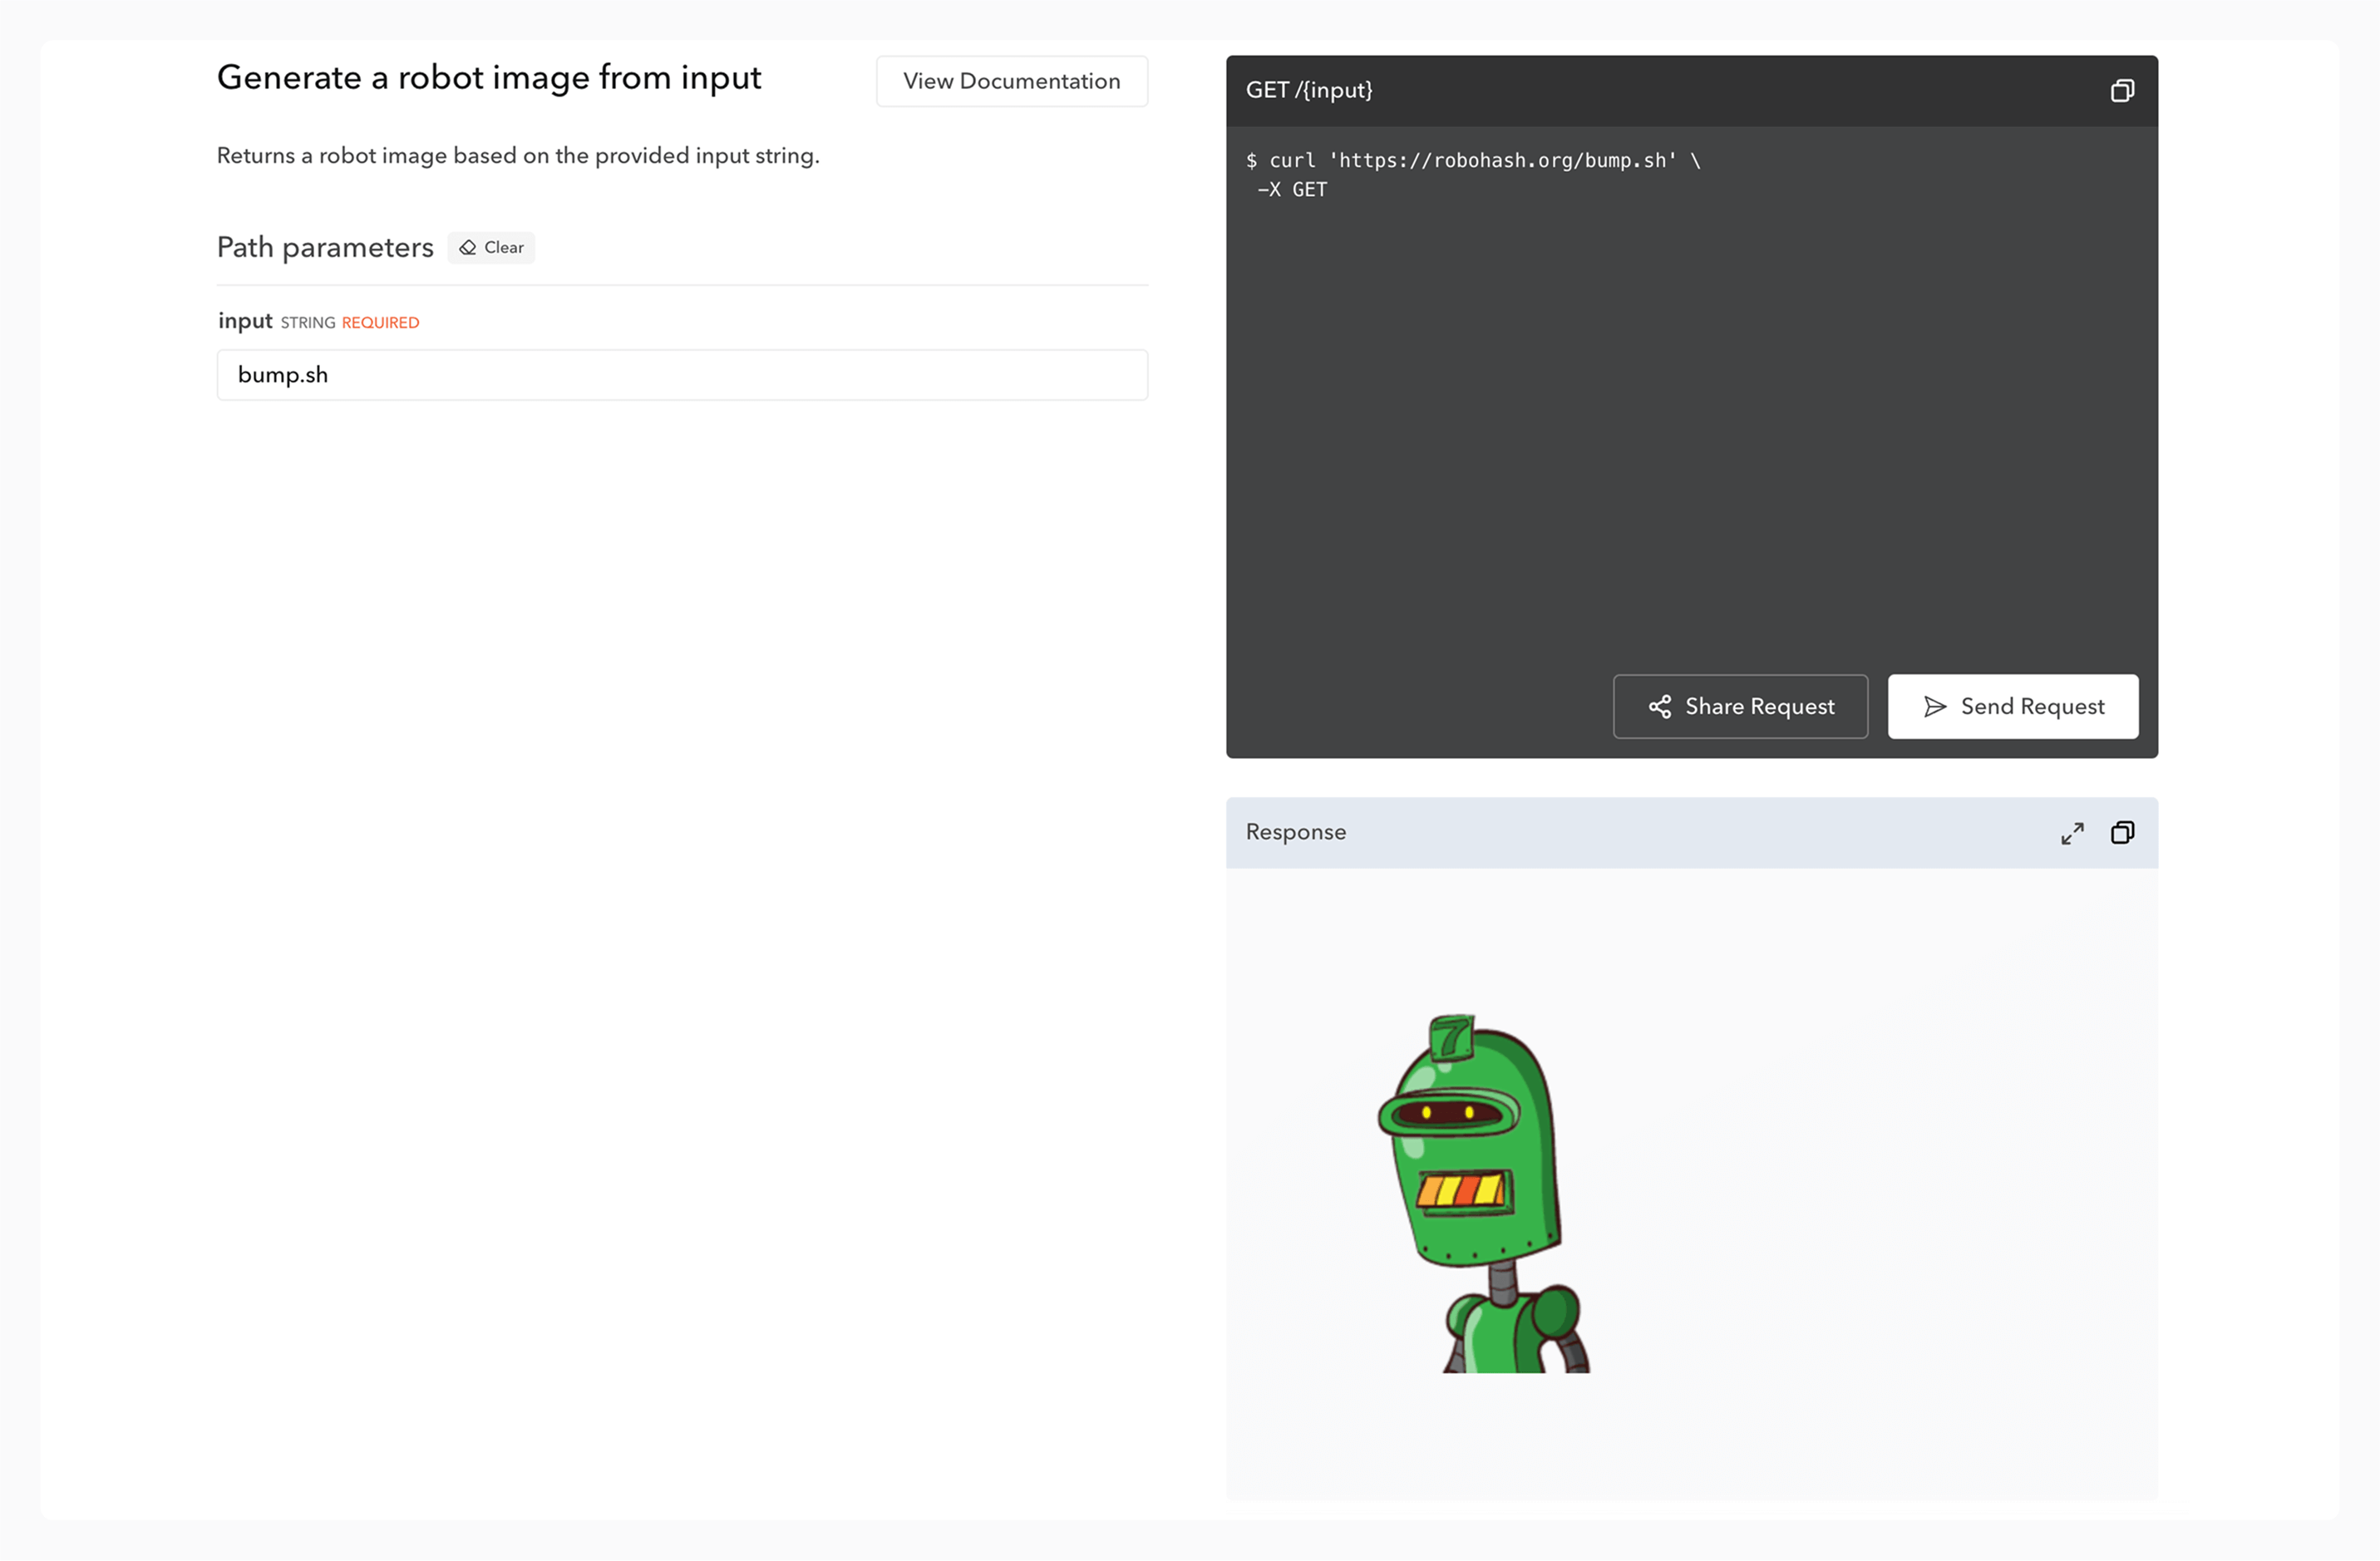 Generate a robot image from input
View Documentation
Returns a robot image based on the provided input string.
Path parameters
Clear
input STRING REQUIRED
bump.sh
GET /{input}
$ curl 'https://robohash.org/bump.sh' \
-X GET
Share Request
Send Request
Response
7